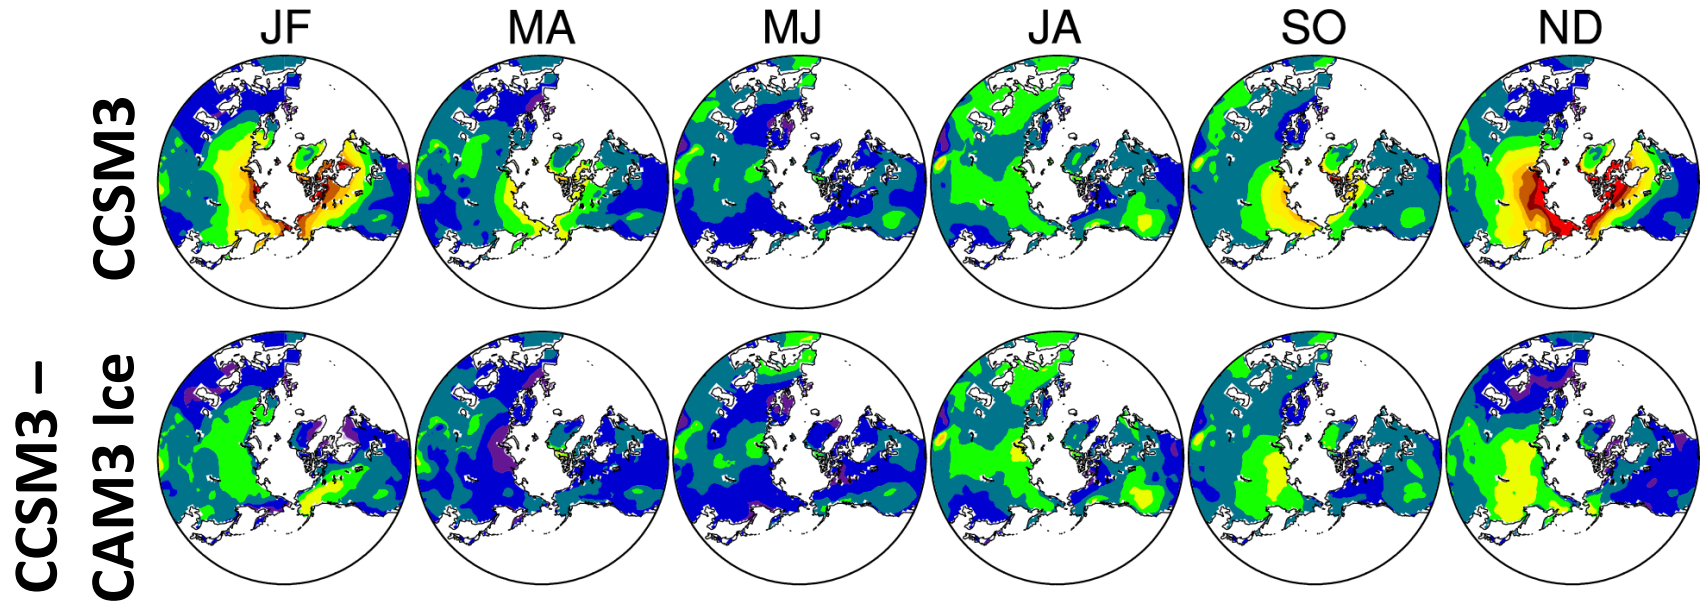 JF MA MJ JA SO ND
CCSM3
CCSM3 –
CAM3 Ice